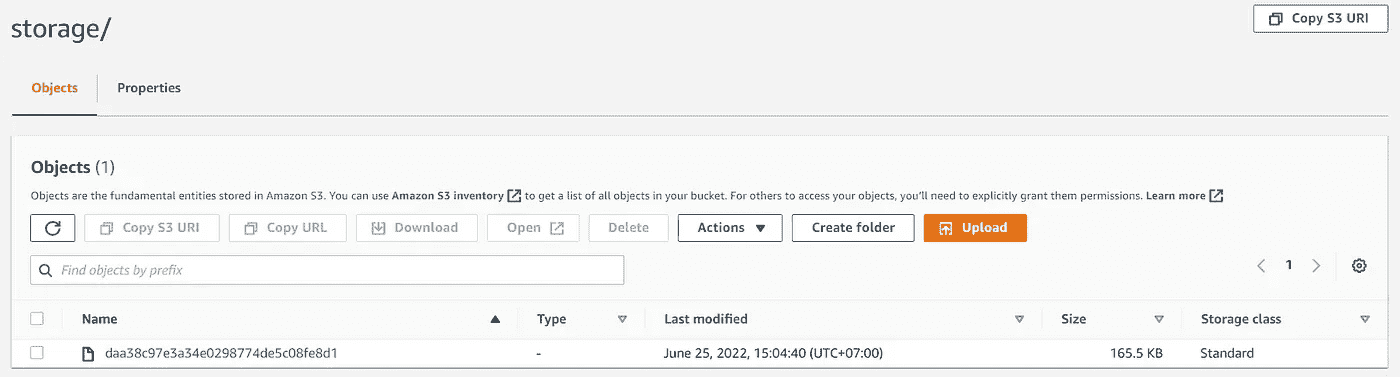 storage/
Copy S3 URI
Objects Properties
Objects (1)
Objects are the fundamental entities stored in Amazon S3. You can use Amazon S3 inventory to get a list of all objects in your bucket. For others to access your objects, you'll need to explicitly grant them permissions. Learn more
Copy S3 URI Copy URL Download Open Delete Actions Create folder Upload
Find objects by prefix
1
Name Type Last modified Size Storage class
daa38c97e3a34e0298774de5c08fe8d1 - June 25, 2022, 15:04:40 (UTC+07:00) 165.5 KB Standard